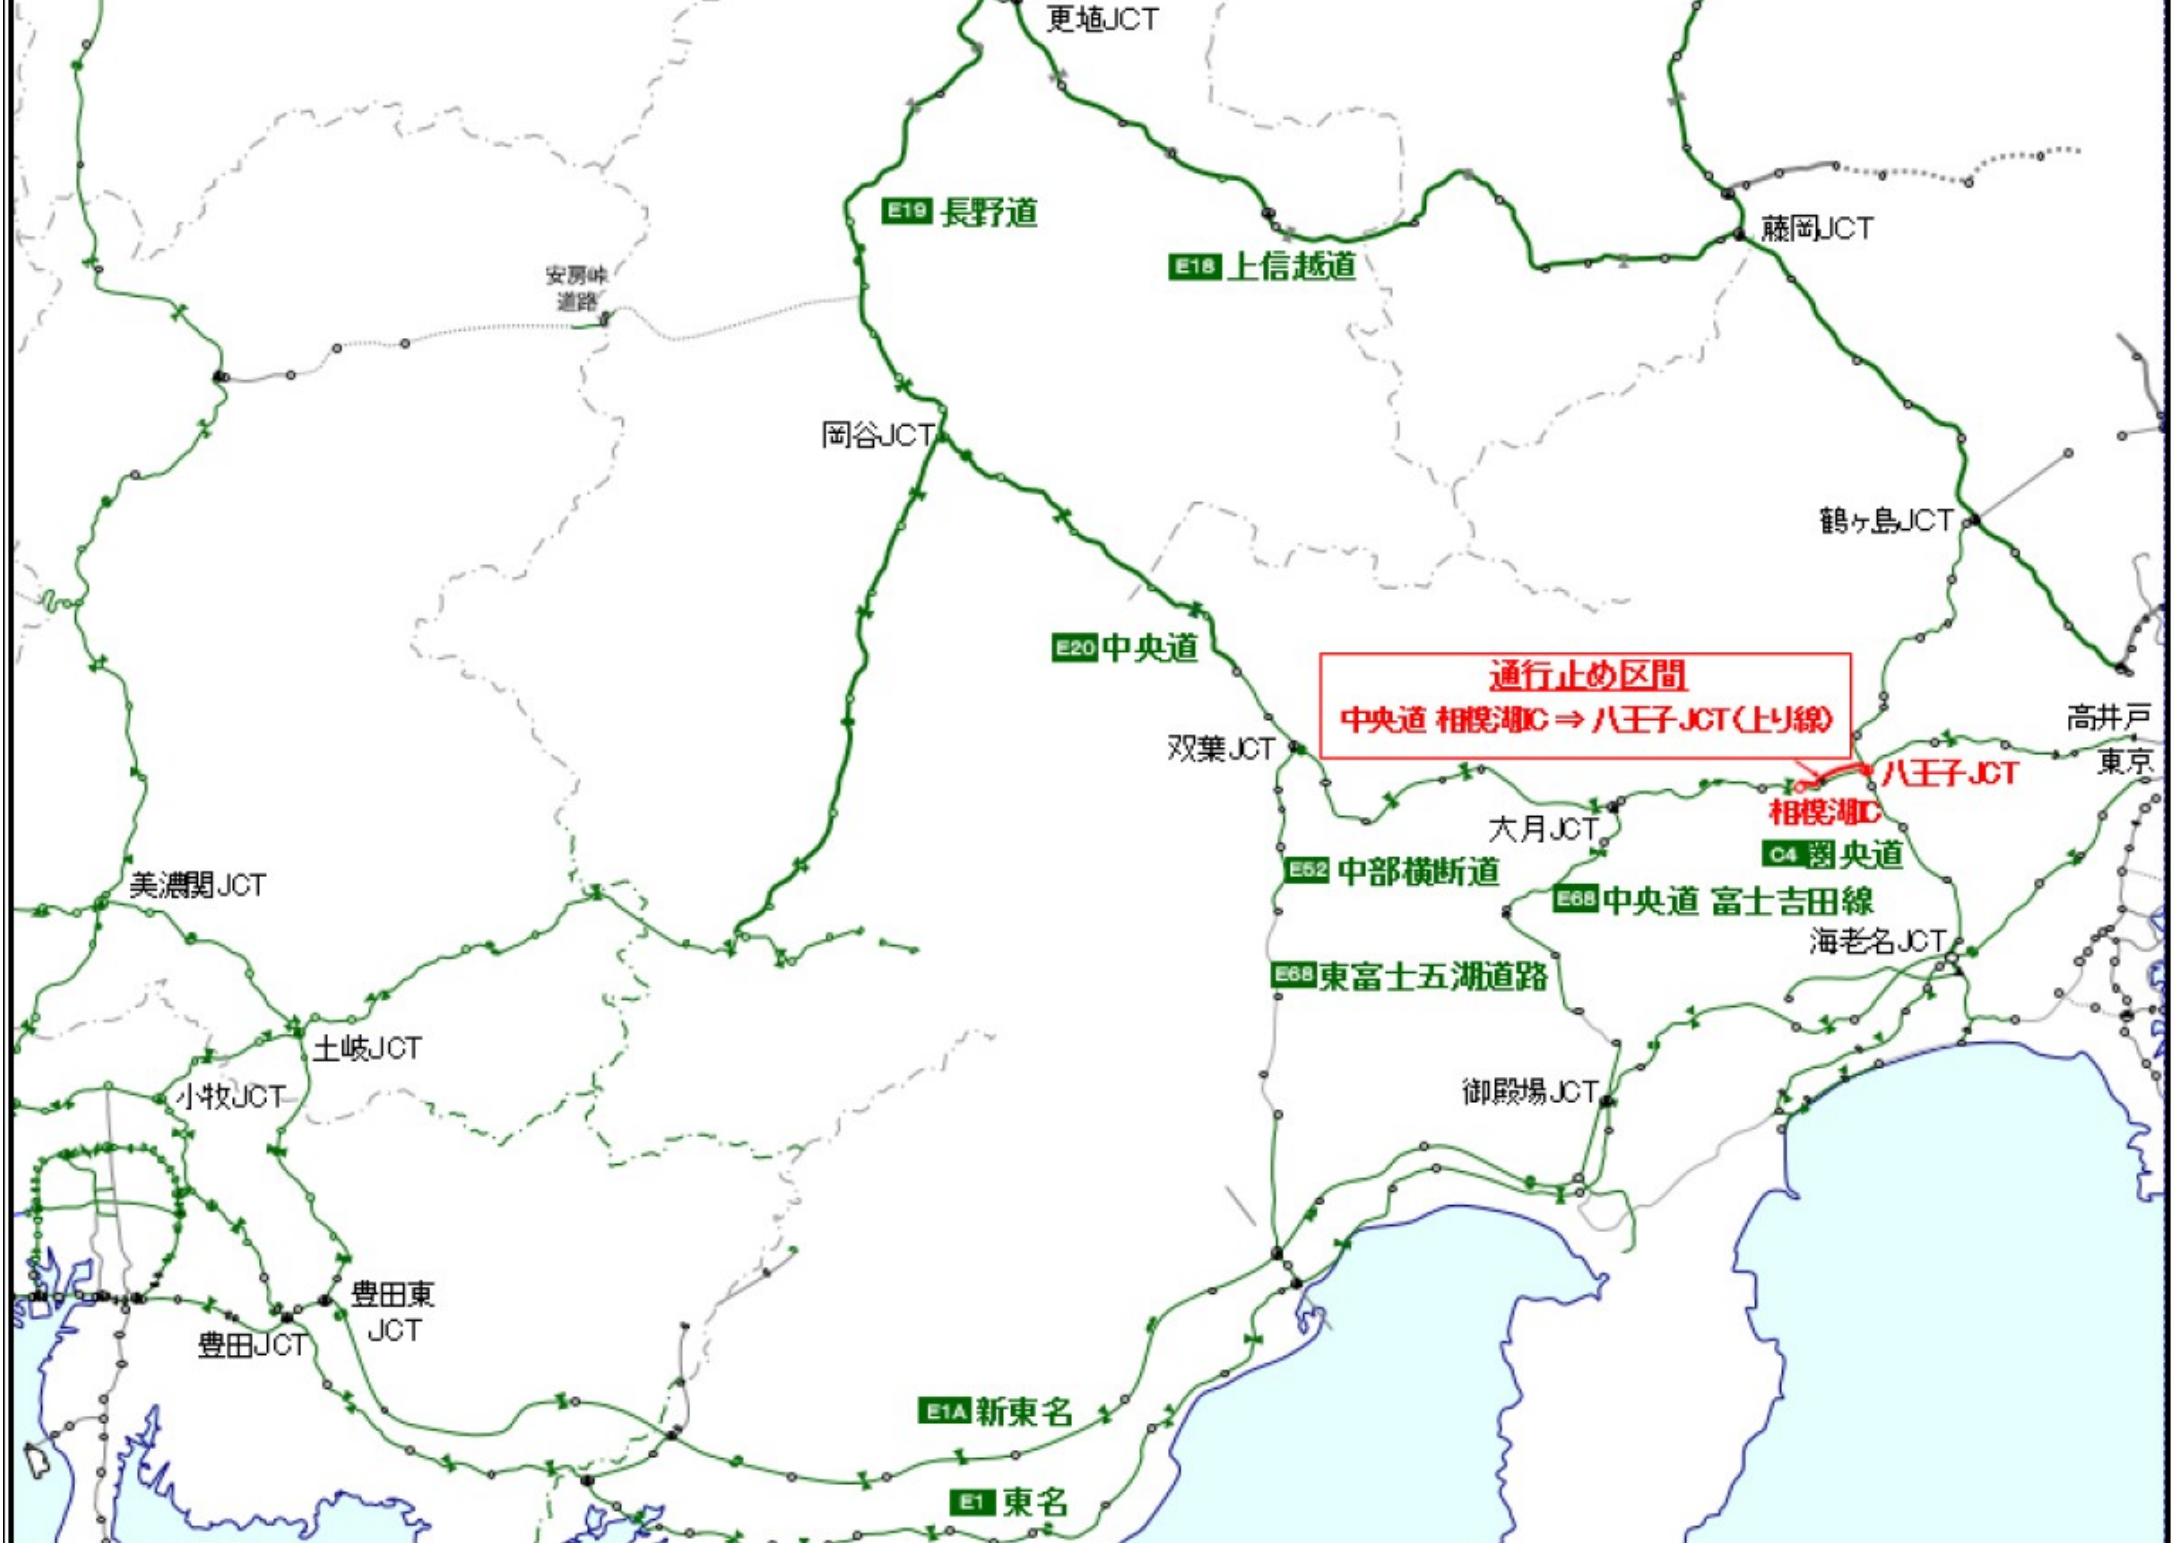 更埴JCT
E19 長野道
藤岡JCT
E18 上信越道
安房峠
道路
岡谷JCT
鶴ヶ島JCT
E20 中央道
通行止め区間
中央道 相模湖IC ⇒ 八王子JCT(上り線)
高井戸
双葉JCT
東京
八王子JCT
相模湖IC
大月JCT
C4 圏央道
E52 中部横断道
美濃関JCT
E68 中央道 富士吉田線
海老名JCT
E68 東富士五湖道路
土岐JCT
小牧JCT
御殿場JCT
豊田東
JCT
豊田JCT
E1A 新東名
E1 東名